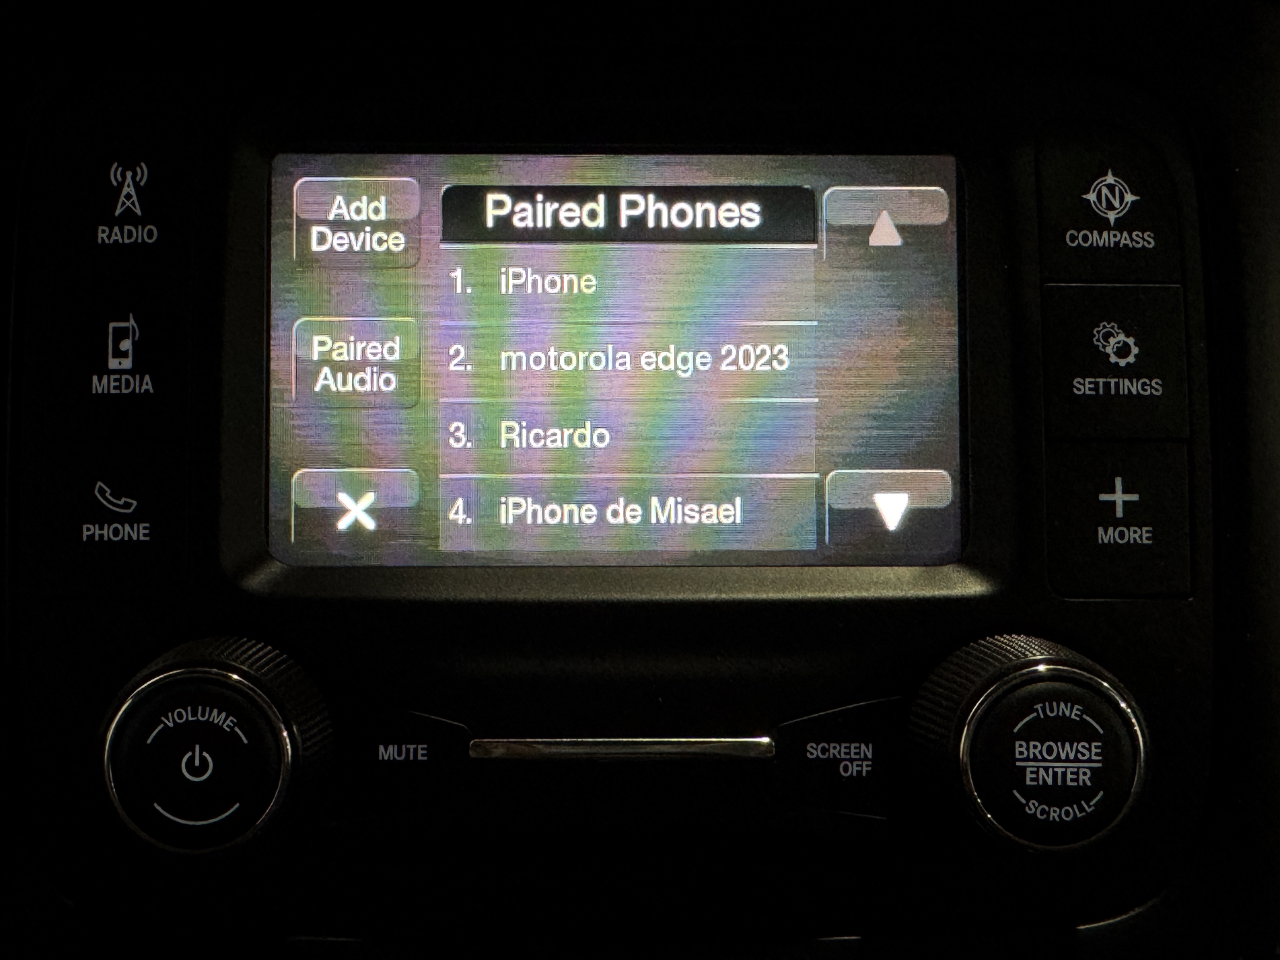 RADIO
MEDIA
PHONE
Add
Device
Paired
Audio
Paired Phones
1. iPhone
2. motorola edge 2023
3. Ricardo
4. iPhone de Misael
N
COMPASS
SETTINGS
MORE
VOLUME
MUTE
SCREEN
OFF
TUNE
BROWSE
ENTER
SCROLL